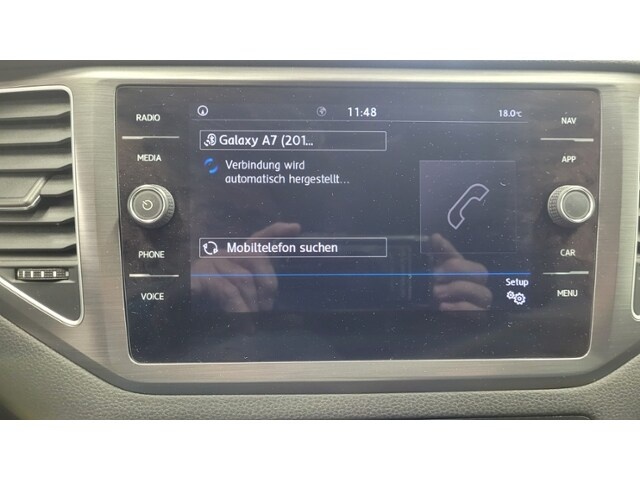 RADIO
MEDIA
PHONE
VOICE
11:48
18.0°C
Galaxy A7 (201...
Verbindung wird
automatisch hergestellt...
Mobiltelefon suchen
Setup
NAV
APP
CAR
MENU